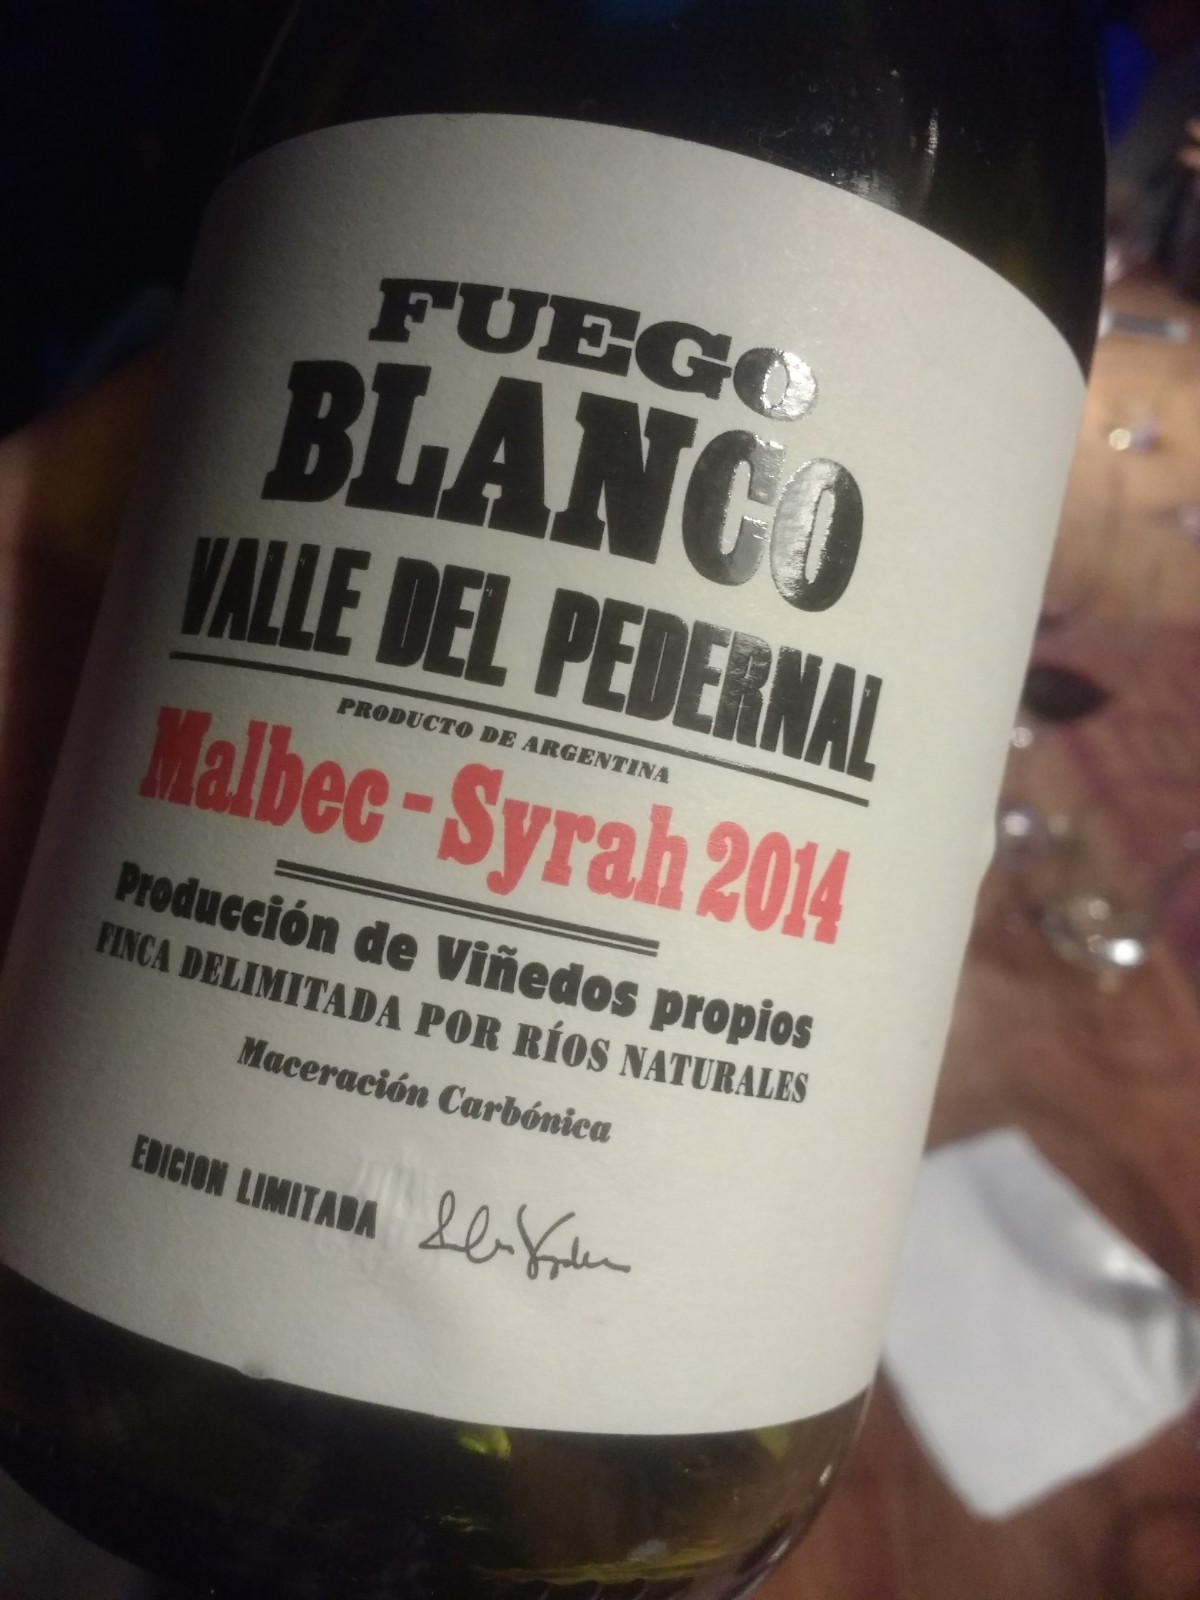 FUEGO
BLANCO
VALLE DEL PEDERNAL
PRODUCTO DE ARGENTINA
Malbec - Syrah 2014
Producción de Viñedos propios
FINCA DELIMITADA POR RÍOS NATURALES
Maceración Carbónica
EDICION LIMITADA